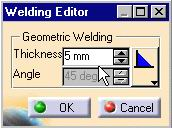 Welding Editor
Geometric Welding
Thickness 5 mm
Angle 45 deg
OK Cancel